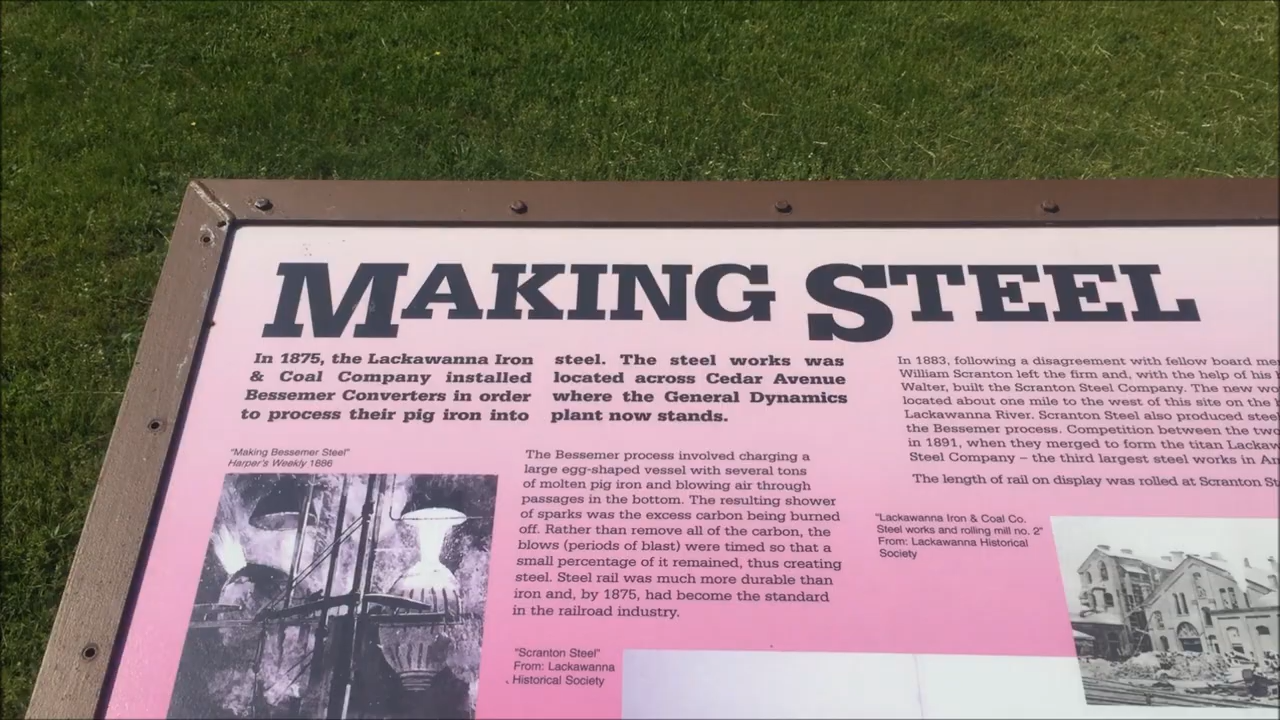 MAKING STEEL
In 1875, the Lackawanna Iron
& Coal Company installed
Bessemer Converters in order
to process their pig iron into
steel. The steel works was
located across Cedar Avenue
where the General Dynamics
plant now stands.
"Making Bessemer Steel"
Harper's Weekly 1886
The Bessemer process involved charging a
large egg-shaped vessel with several tons
of molten pig iron and blowing air through
passages in the bottom. The resulting shower
of sparks was the excess carbon being burned
off. Rather than remove all of the carbon, the
blows (periods of blast) were timed so that a
small percentage of it remained, thus creating
steel. Steel rail was much more durable than
iron and, by 1875, had become the standard
in the railroad industry.
"Scranton Steel"
From: Lackawanna
Historical Society
In 1883, following a disagreement with fellow board
William Scranton left the firm and, with the help of his
Walter, built the Scranton Steel Company. The new
located about one mile to the west of this site on the
Lackawanna River. Scranton Steel also produced
the Bessemer process. Competition between the
in 1891, when they merged to form the titan
Steel Company – the third largest steel works in
The length of rail on display was rolled at Scranton
"Lackawanna Iron & Coal Co.
Steel works and rolling mill no. 2"
From: Lackawanna Historical
Society